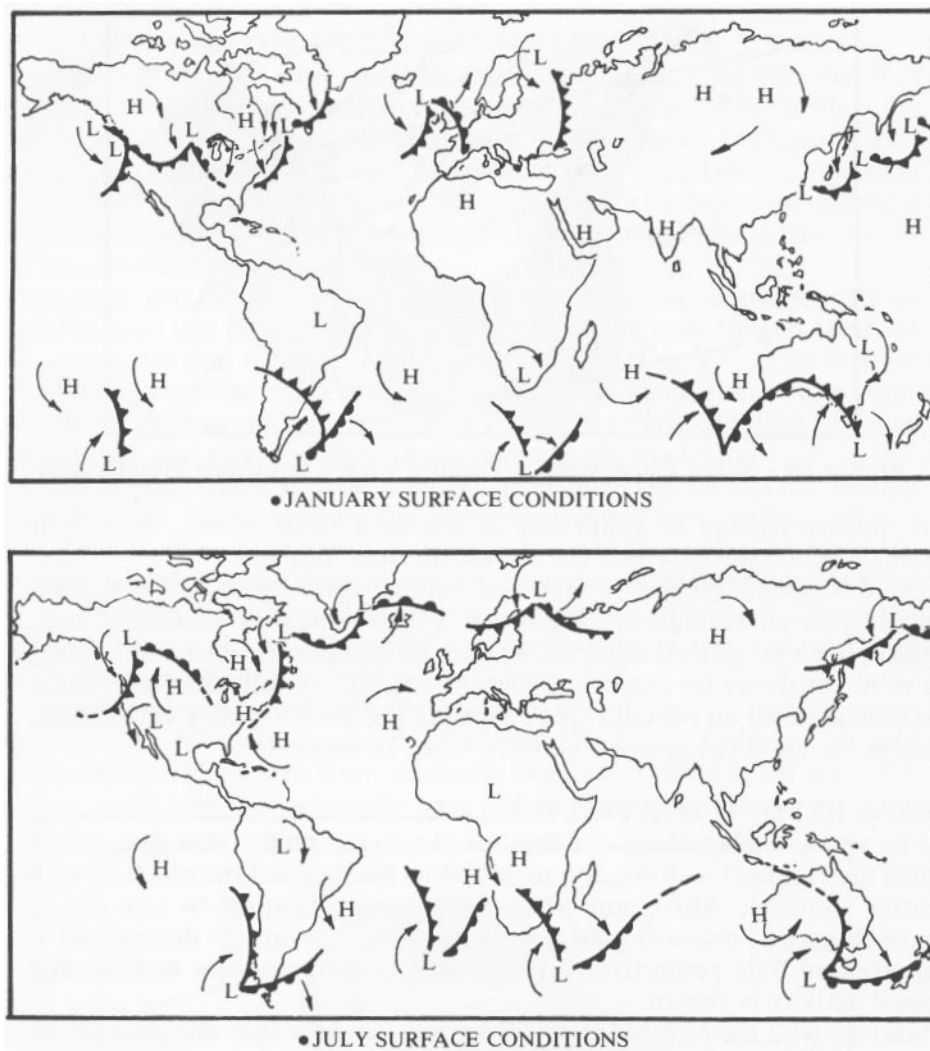 L
H H L H H
L L L L L L
L
L
H H H H H
L
L
H H H L H H
L L L L
•JANUARY SURFACE CONDITIONS
L L
L L H
H L
L H
L H H
L H
L
L
H H
H H H
L L L L
•JULY SURFACE CONDITIONS